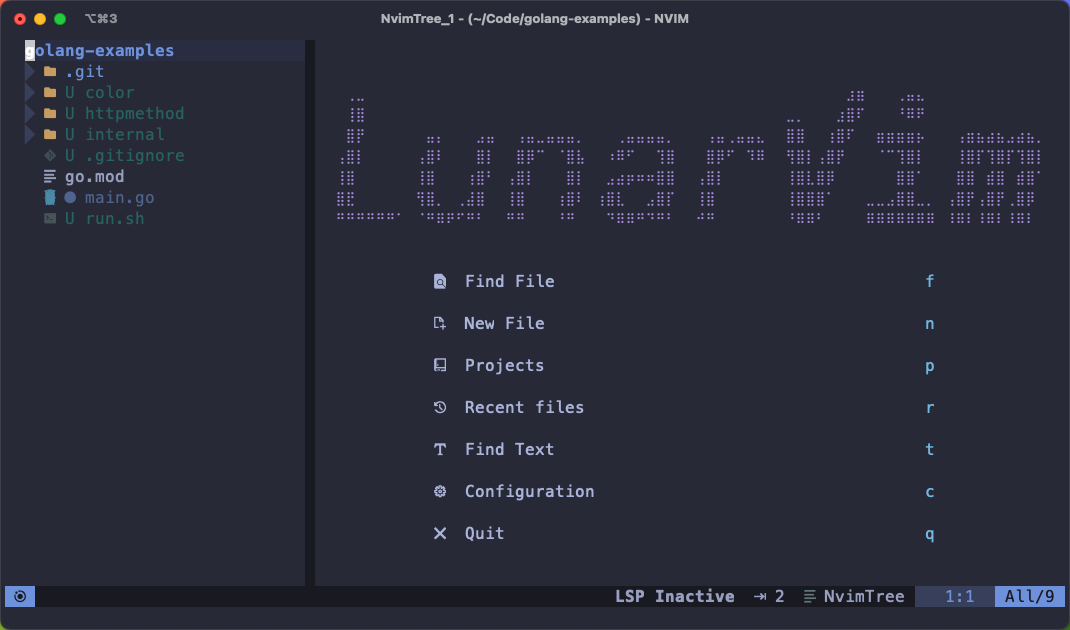 ⌥⌘3
NvimTree_1 - (~/Code/golang-examples) - NVIM
golang-examples
.git
U color
U httpmethod
U internal
U .gitignore
go.mod
main.go
U run.sh
LunarVim
Find File f
New File n
Projects p
Recent files r
Find Text t
Configuration c
Quit q
LSP Inactive ⇥ 2 NvimTree 1:1 All/9